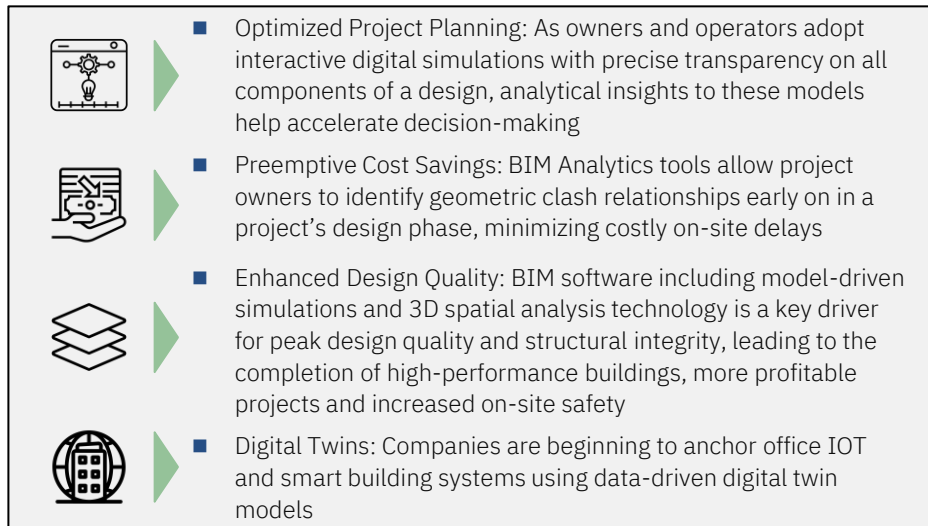 ■ Optimized Project Planning: As owners and operators adopt
interactive digital simulations with precise transparency on all
components of a design, analytical insights to these models
help accelerate decision-making
■ Preemptive Cost Savings: BIM Analytics tools allow project
owners to identify geometric clash relationships early on in a
project’s design phase, minimizing costly on-site delays
■ Enhanced Design Quality: BIM software including model-driven
simulations and 3D spatial analysis technology is a key driver
for peak design quality and structural integrity, leading to the
completion of high-performance buildings, more profitable
projects and increased on-site safety
■ Digital Twins: Companies are beginning to anchor office IOT
and smart building systems using data-driven digital twin
models